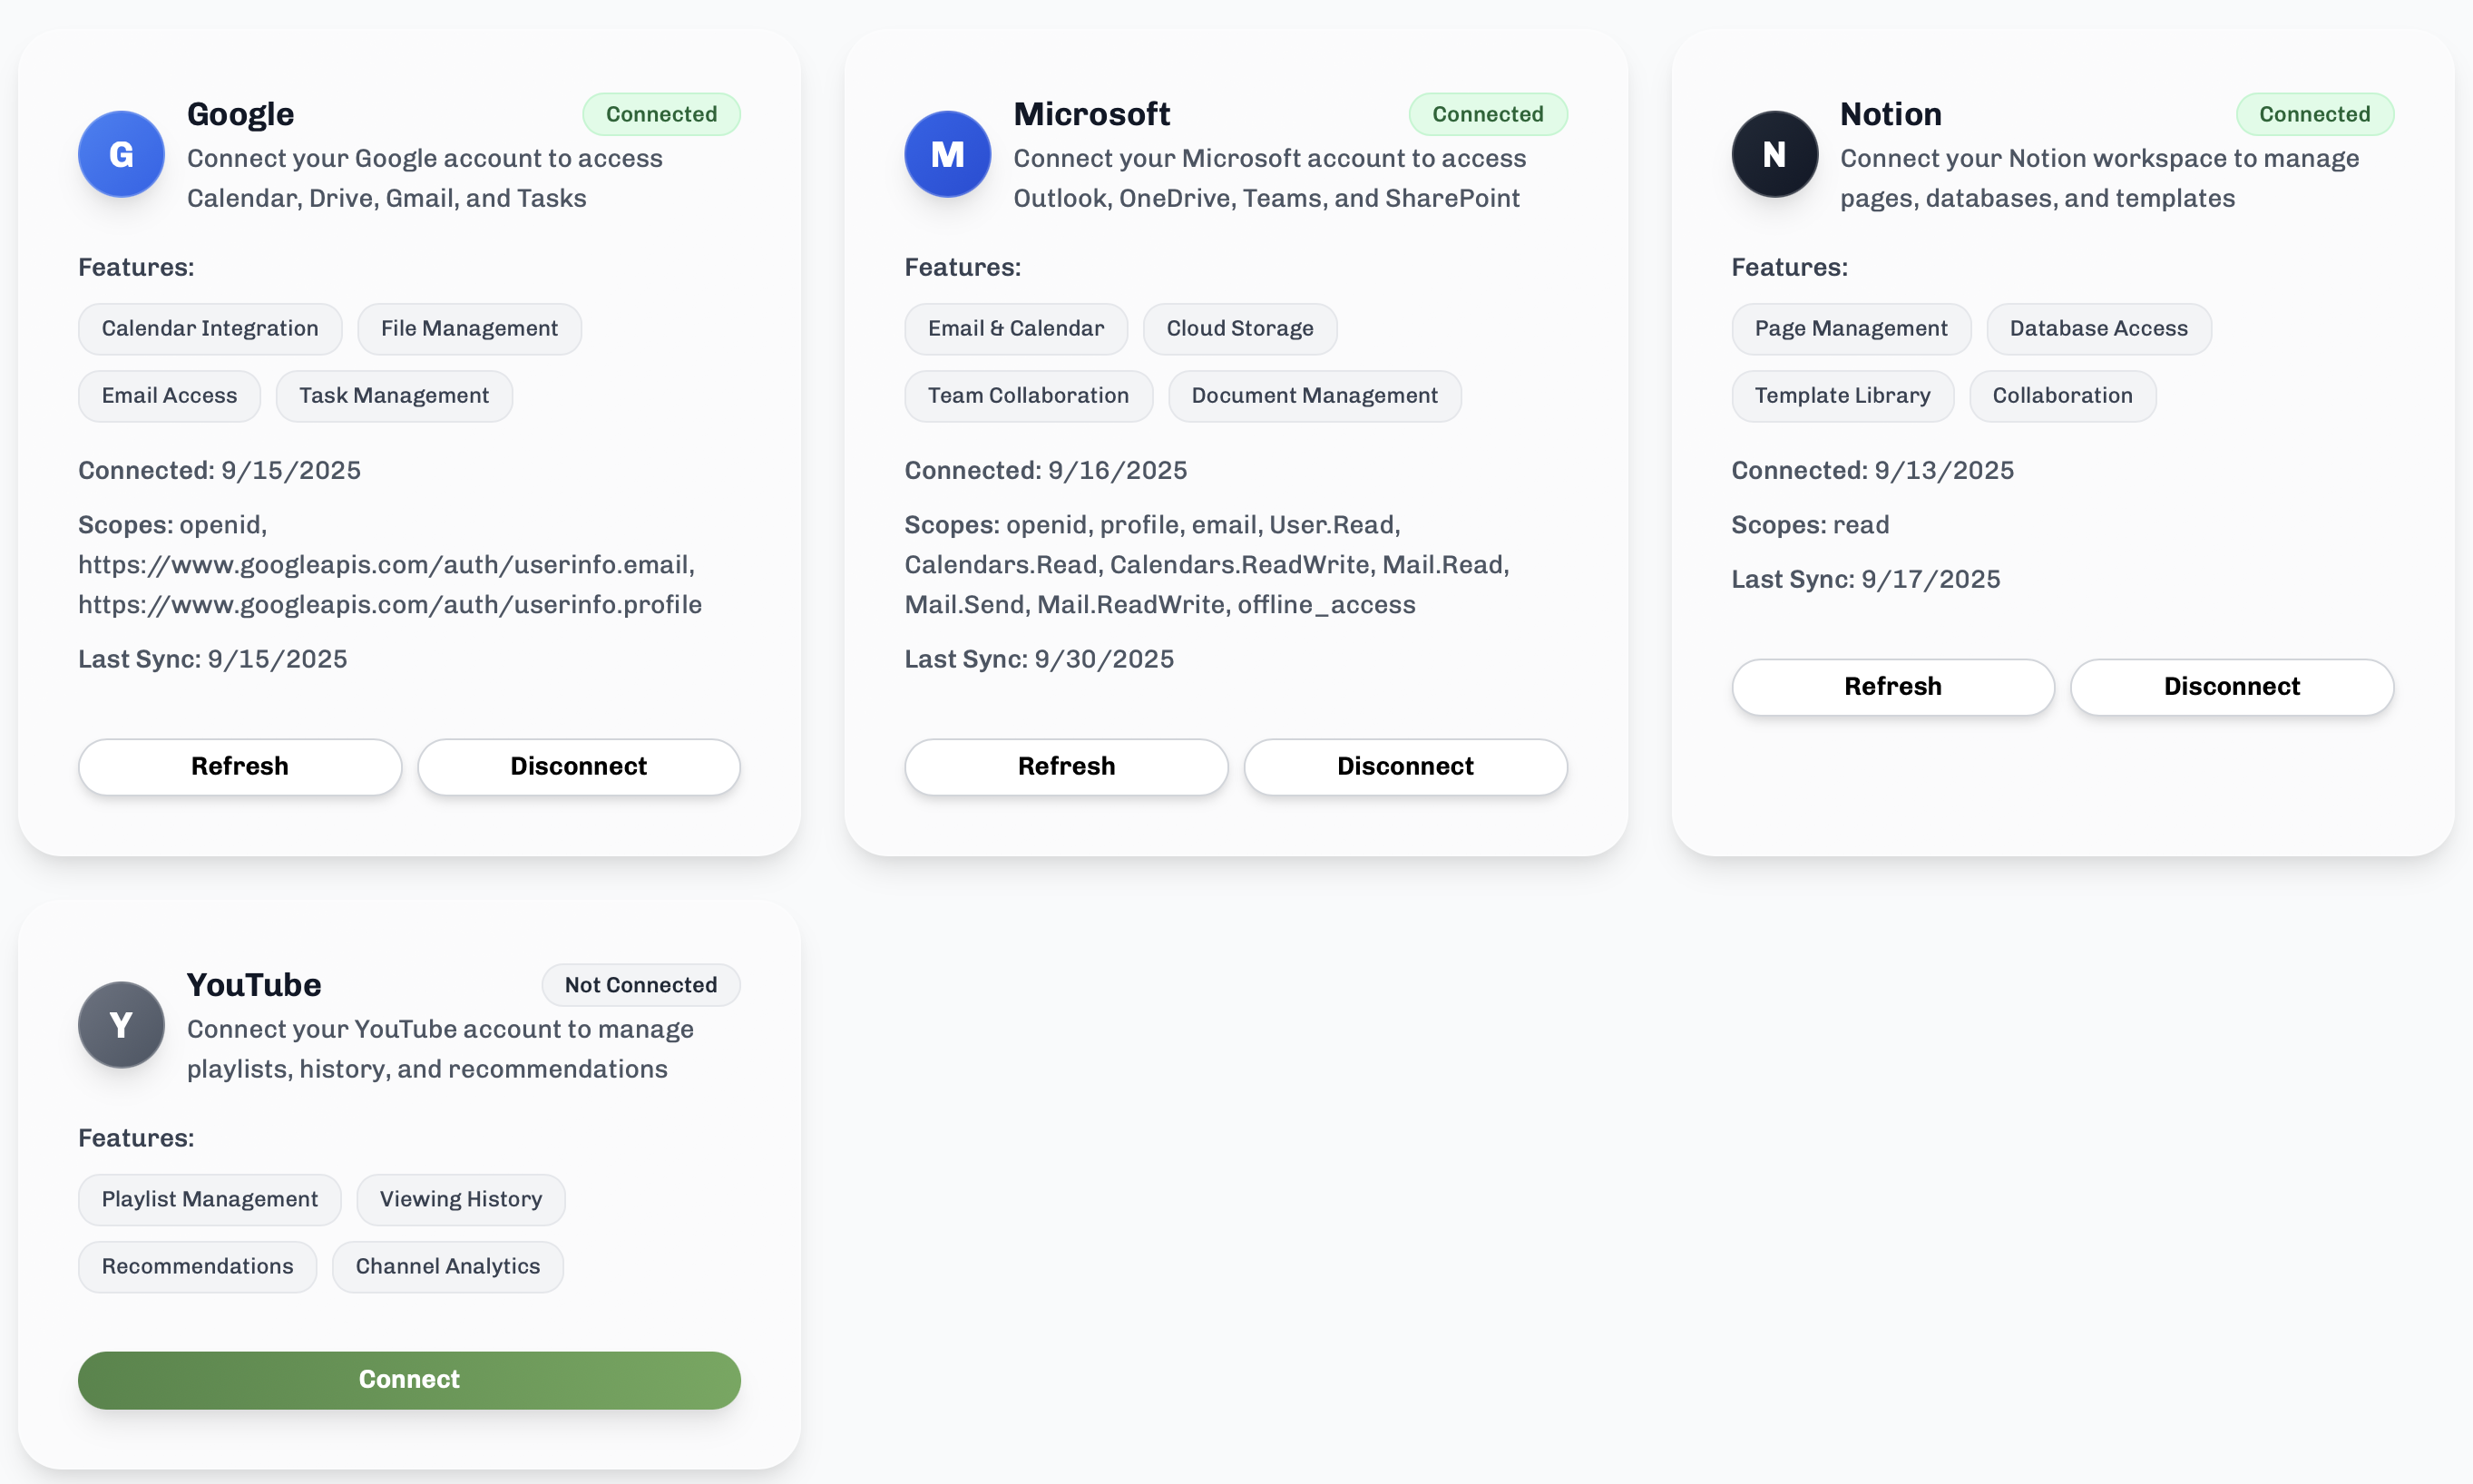 G
Google
Connected
Connect your Google account to access
Calendar, Drive, Gmail, and Tasks
Features:
Calendar Integration
File Management
Email Access
Task Management
Connected: 9/15/2025
Scopes: openid,
https://www.googleapis.com/auth/userinfo.email,
https://www.googleapis.com/auth/userinfo.profile
Last Sync: 9/15/2025
Refresh
Disconnect
M
Microsoft
Connected
Connect your Microsoft account to access
Outlook, OneDrive, Teams, and SharePoint
Features:
Email & Calendar
Cloud Storage
Team Collaboration
Document Management
Connected: 9/16/2025
Scopes: openid, profile, email, User.Read,
Calendars.Read, Calendars.ReadWrite, Mail.Read,
Mail.Send, Mail.ReadWrite, offline_access
Last Sync: 9/30/2025
Refresh
Disconnect
N
Notion
Connected
Connect your Notion workspace to manage
pages, databases, and templates
Features:
Page Management
Database Access
Template Library
Collaboration
Connected: 9/13/2025
Scopes: read
Last Sync: 9/17/2025
Refresh
Disconnect
Y
YouTube
Not Connected
Connect your YouTube account to manage
playlists, history, and recommendations
Features:
Playlist Management
Viewing History
Recommendations
Channel Analytics
Connect